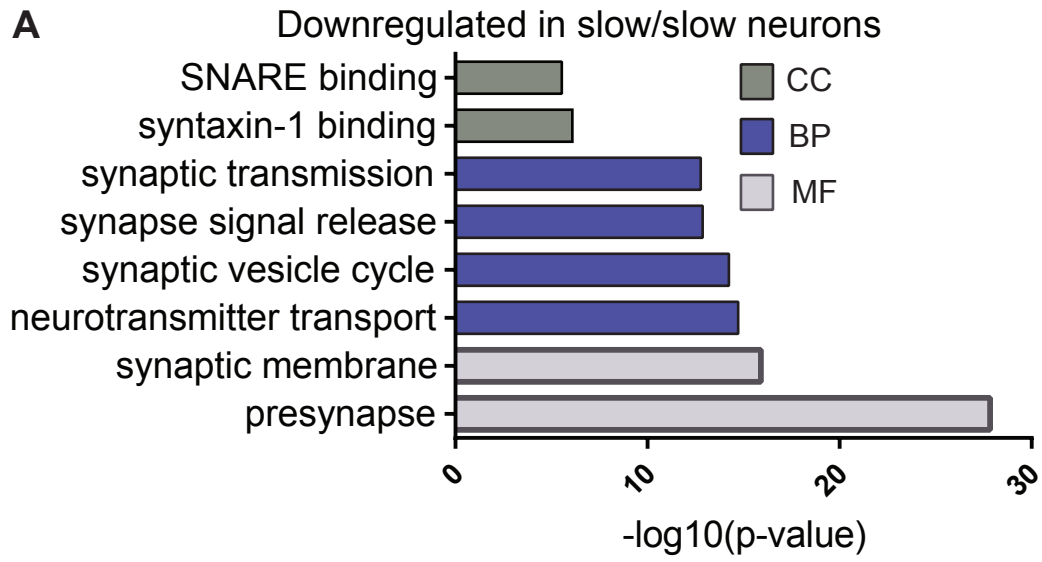 A
Downregulated in slow/slow neurons
SNARE binding
syntaxin-1 binding
synaptic transmission
synapse signal release
synaptic vesicle cycle
neurotransmitter transport
synaptic membrane
presynapse
CC
BP
MF
0 10 20 30
-log10(p-value)